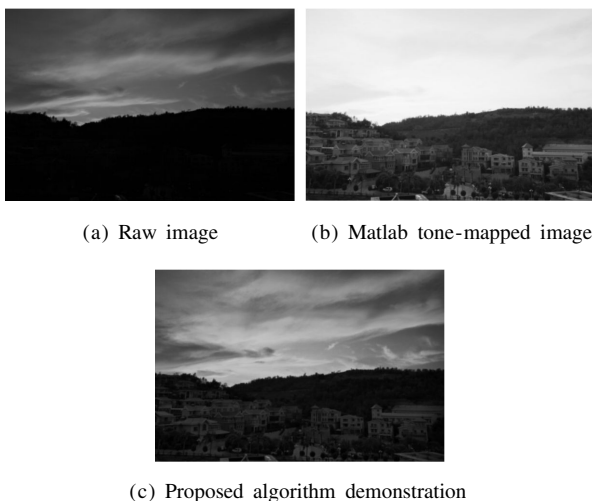 (a) Raw image
(b) Matlab tone-mapped image
(c) Proposed algorithm demonstration